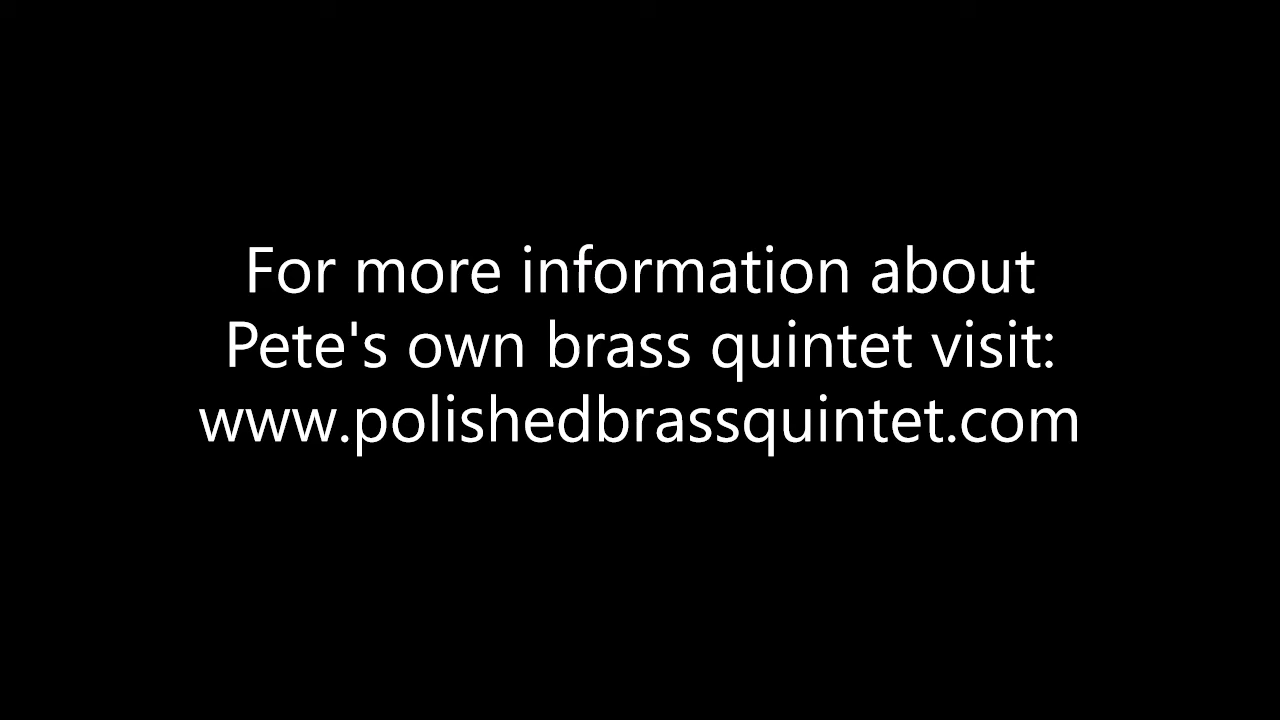 For more information about
Pete's own brass quintet visit:
www.polishedbrassquintet.com